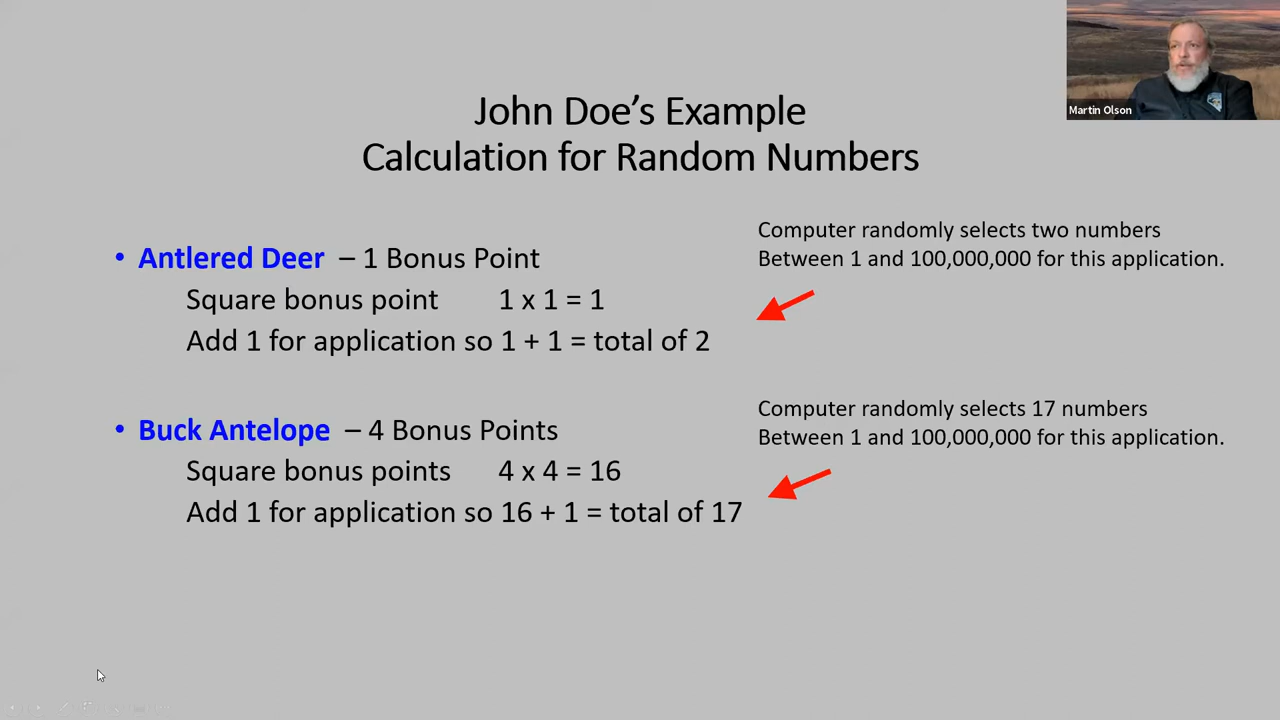 Martin Olson
John Doe’s Example
Calculation for Random Numbers
• Antlered Deer – 1 Bonus Point
Square bonus point 1 x 1 = 1
Add 1 for application so 1 + 1 = total of 2
Computer randomly selects two numbers
Between 1 and 100,000,000 for this application.
• Buck Antelope – 4 Bonus Points
Square bonus points 4 x 4 = 16
Add 1 for application so 16 + 1 = total of 17
Computer randomly selects 17 numbers
Between 1 and 100,000,000 for this application.